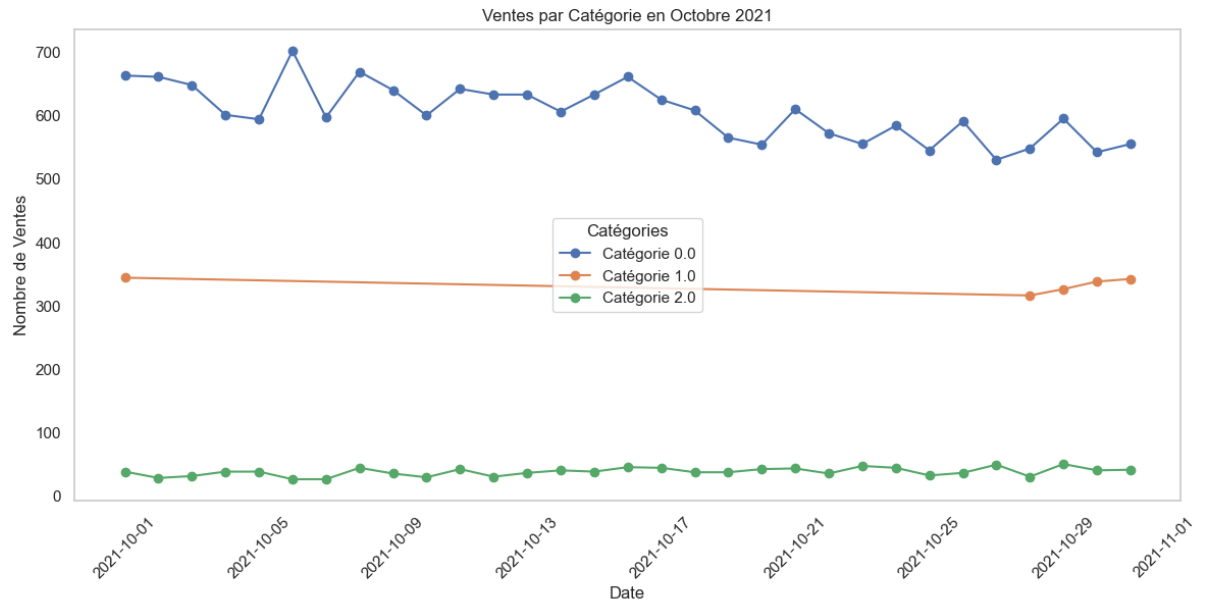 Ventes par Catégorie en Octobre 2021
700
600
500
400
300
200
100
0
Nombre de Ventes
Catégories
Catégorie 0.0
Catégorie 1.0
Catégorie 2.0
2021-10-01
2021-10-05
2021-10-09
2021-10-13
2021-10-17
2021-10-21
2021-10-25
2021-10-29
2021-11-01
Date